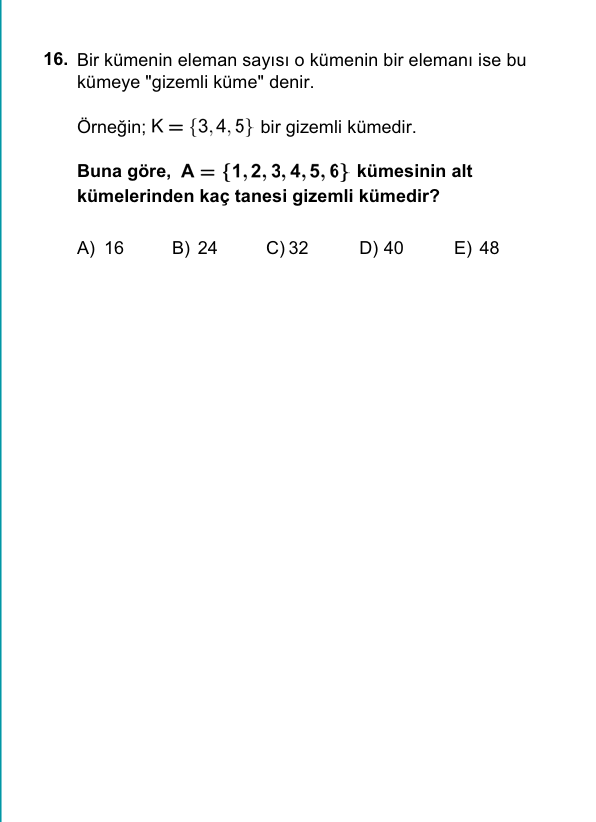 16. Bir kümenin eleman sayısı o kümenin bir elemanı ise bu
kümeye "gizemli küme" denir.
Örneğin; K = {3, 4, 5} bir gizemli kümedir.
Buna göre, A = {1, 2, 3, 4, 5, 6} kümesinin alt
kümelerinden kaç tanesi gizemli kümedir?
A) 16 B) 24 C) 32 D) 40 E) 48